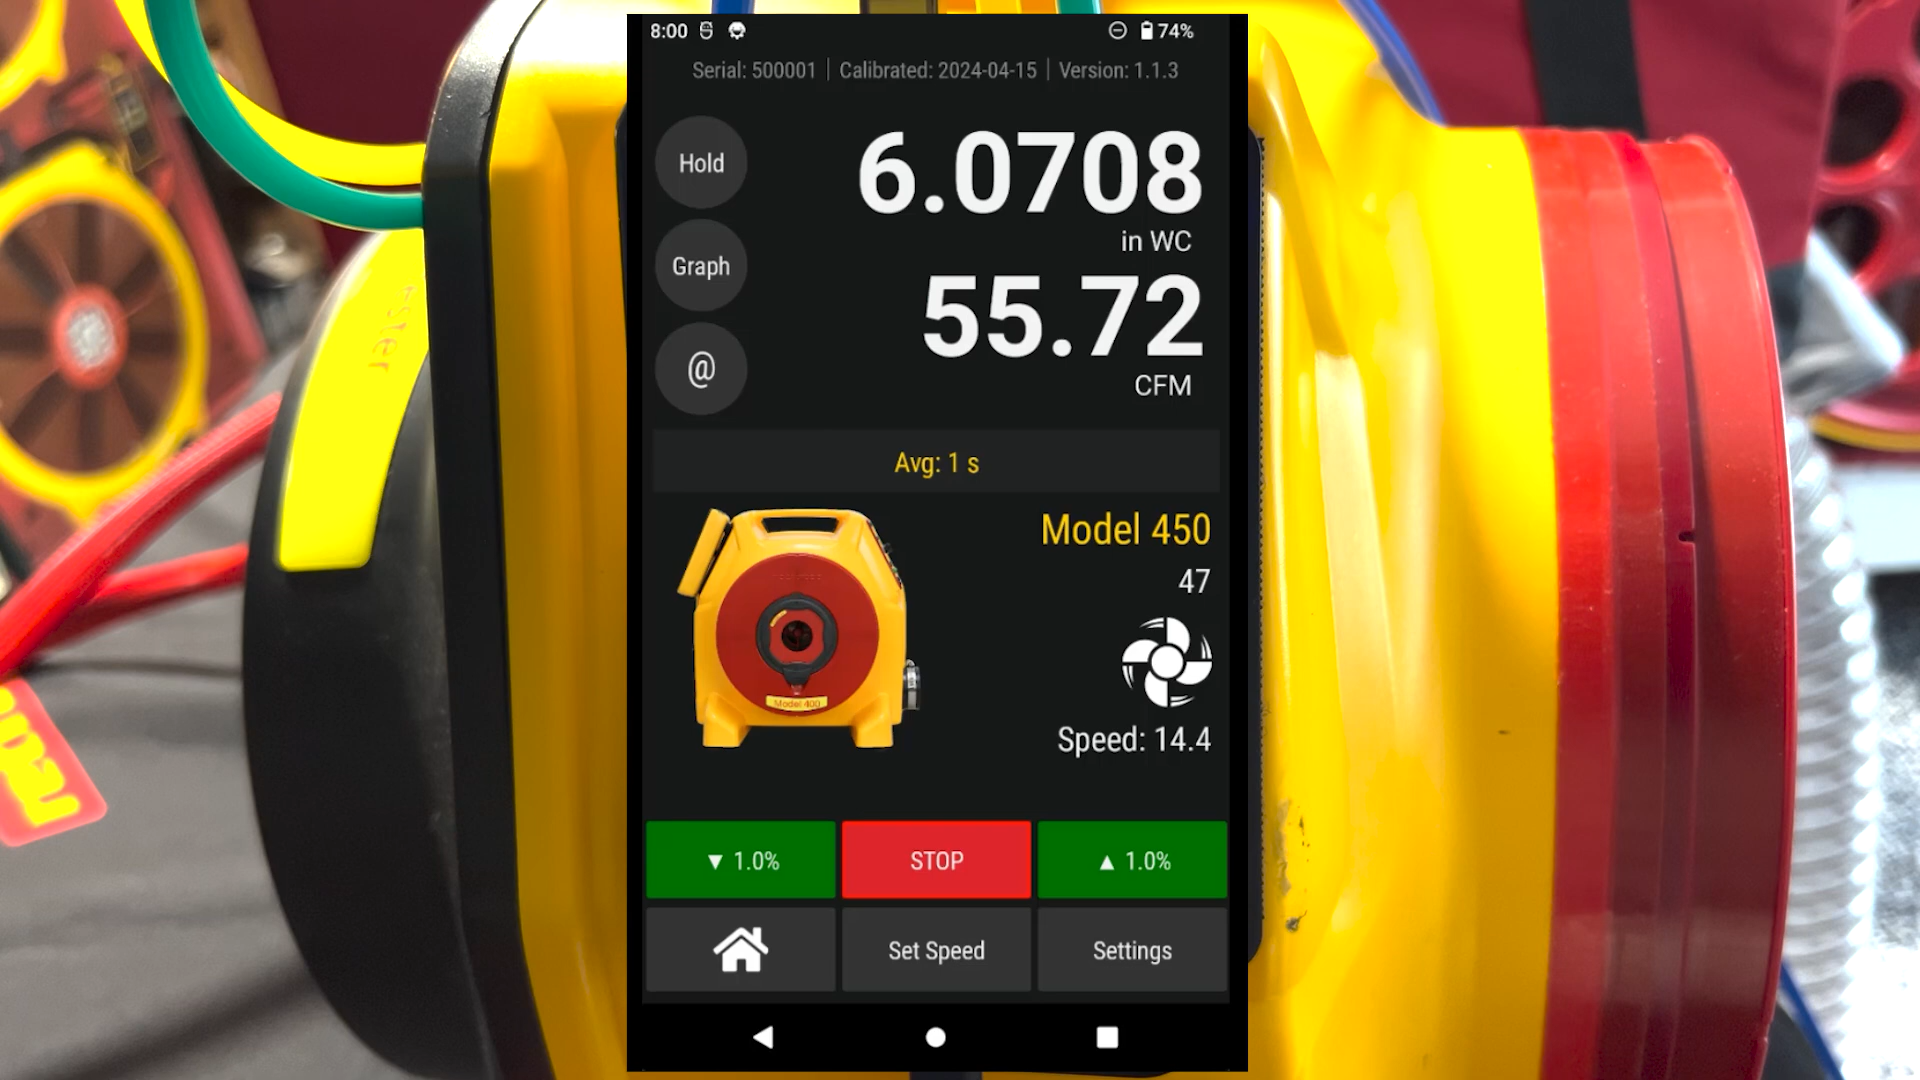 8:00 74%
Serial: 500001 | Calibrated: 2024-04-15 | Version: 1.1.3
Hold
6.0708
in WC
Graph
55.72
@
CFM
Avg: 1 s
Model 450
47
Model 400
Speed: 14.4
▼ 1.0% STOP ▲ 1.0%
Set Speed Settings